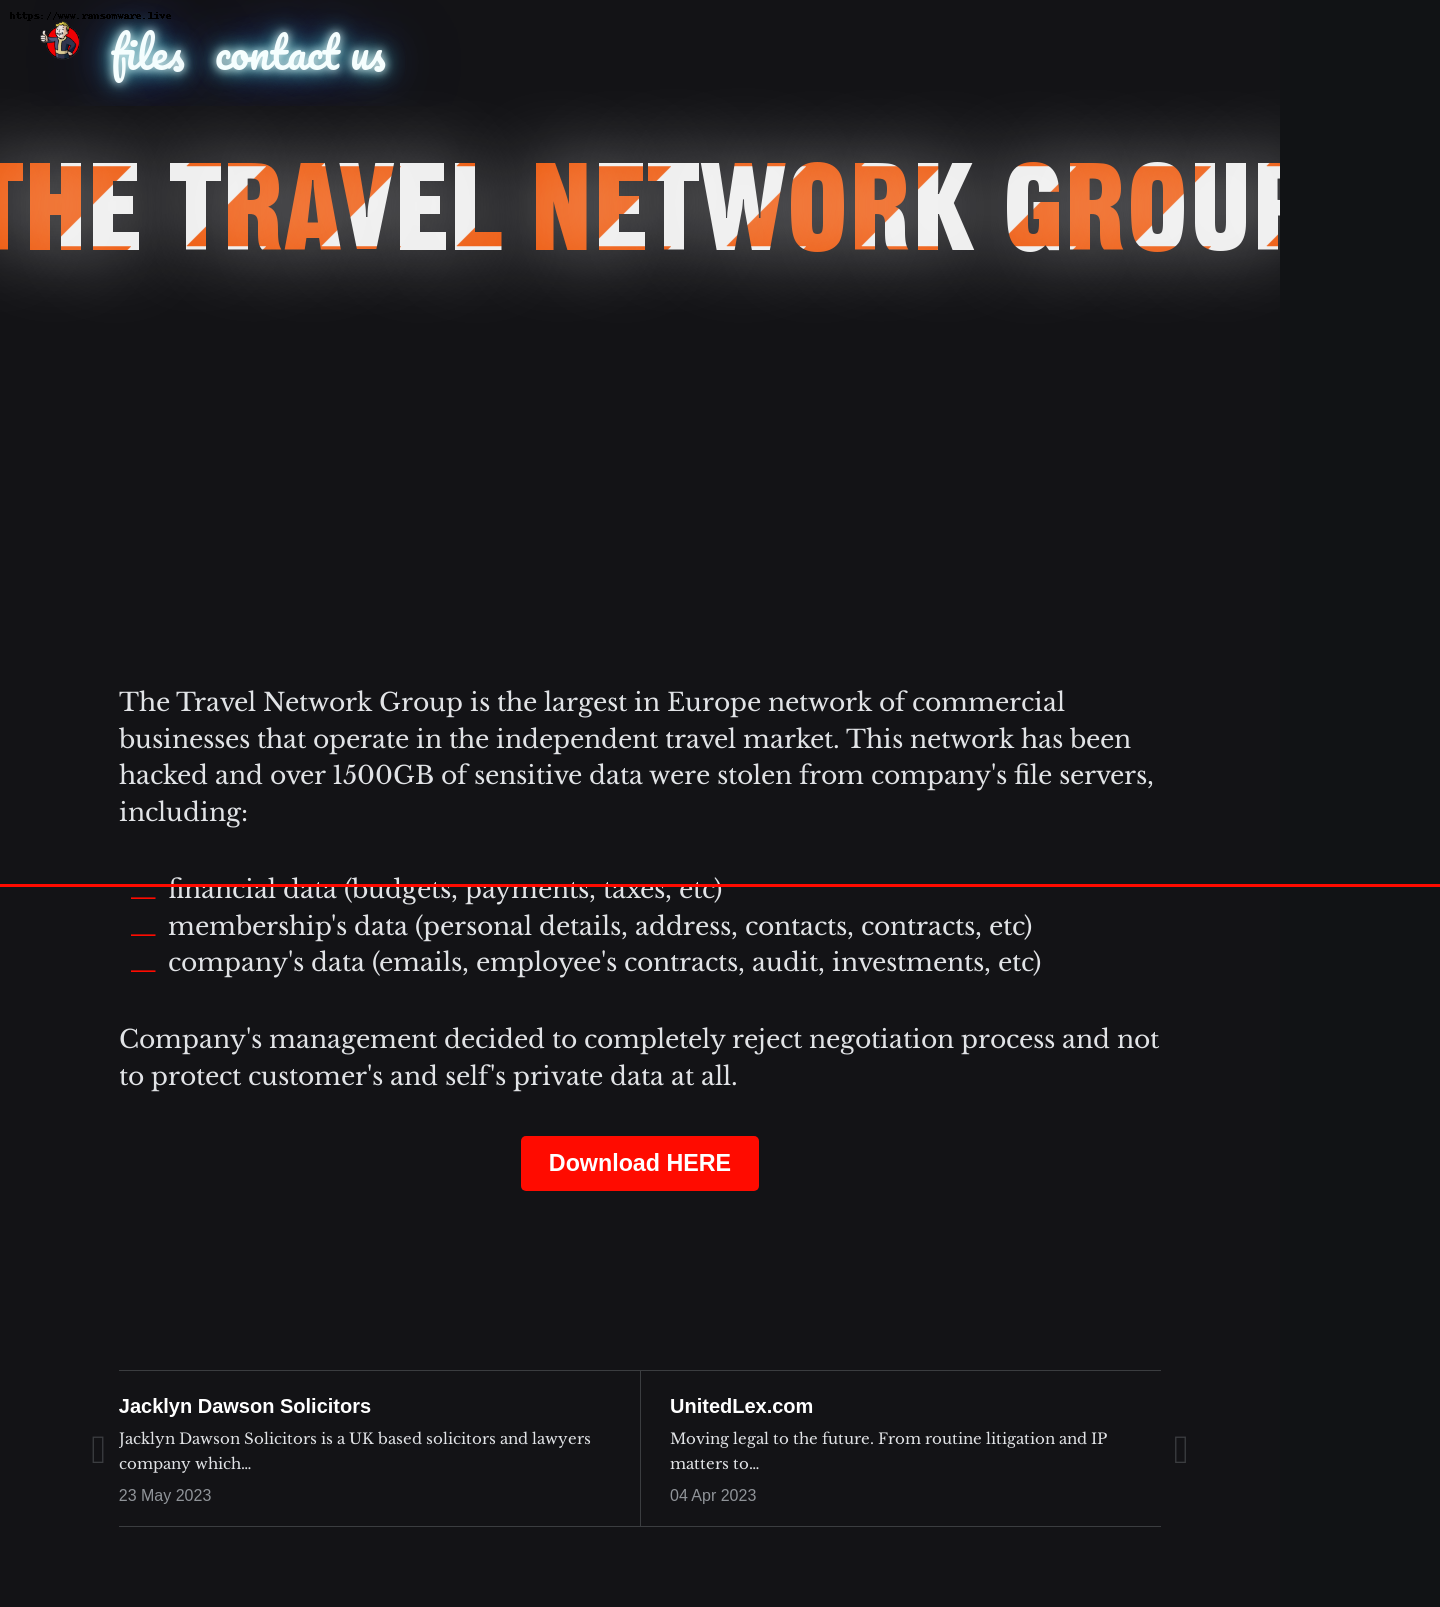 https://www.ransomware.live
files contact us
THE TRAVEL NETWORK GROUP
The Travel Network Group is the largest in Europe network of commercial
businesses that operate in the independent travel market. This network has been
hacked and over 1500GB of sensitive data were stolen from company's file servers,
including:
financial data (budgets, payments, taxes, etc)
membership's data (personal details, address, contacts, contracts, etc)
company's data (emails, employee's contracts, audit, investments, etc)
Company's management decided to completely reject negotiation process and not
to protect customer's and self's private data at all.
Download HERE
Jacklyn Dawson Solicitors
Jacklyn Dawson Solicitors is a UK based solicitors and lawyers
company which...
23 May 2023
UnitedLex.com
Moving legal to the future. From routine litigation and IP
matters to...
04 Apr 2023